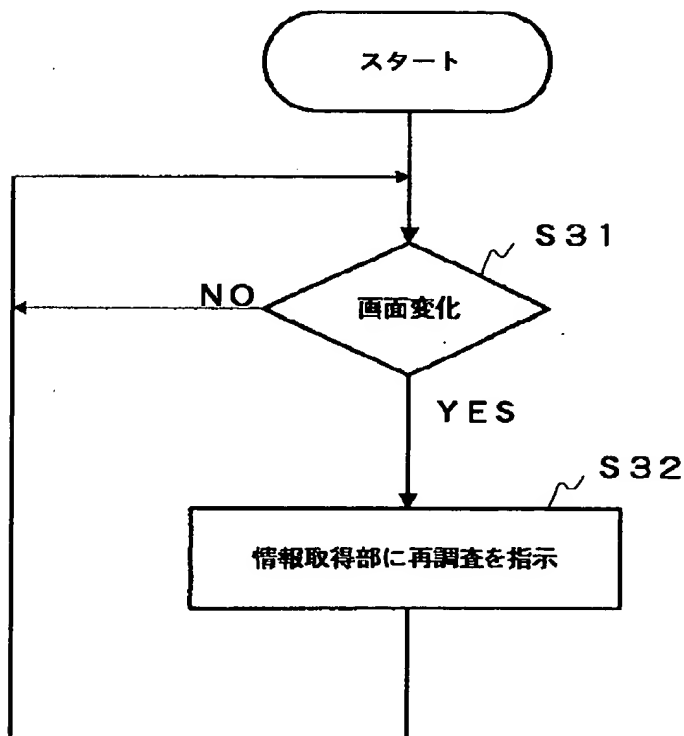 スタート
S31
NO
画面変化
YES
S32
情報取得部に再調査を指示